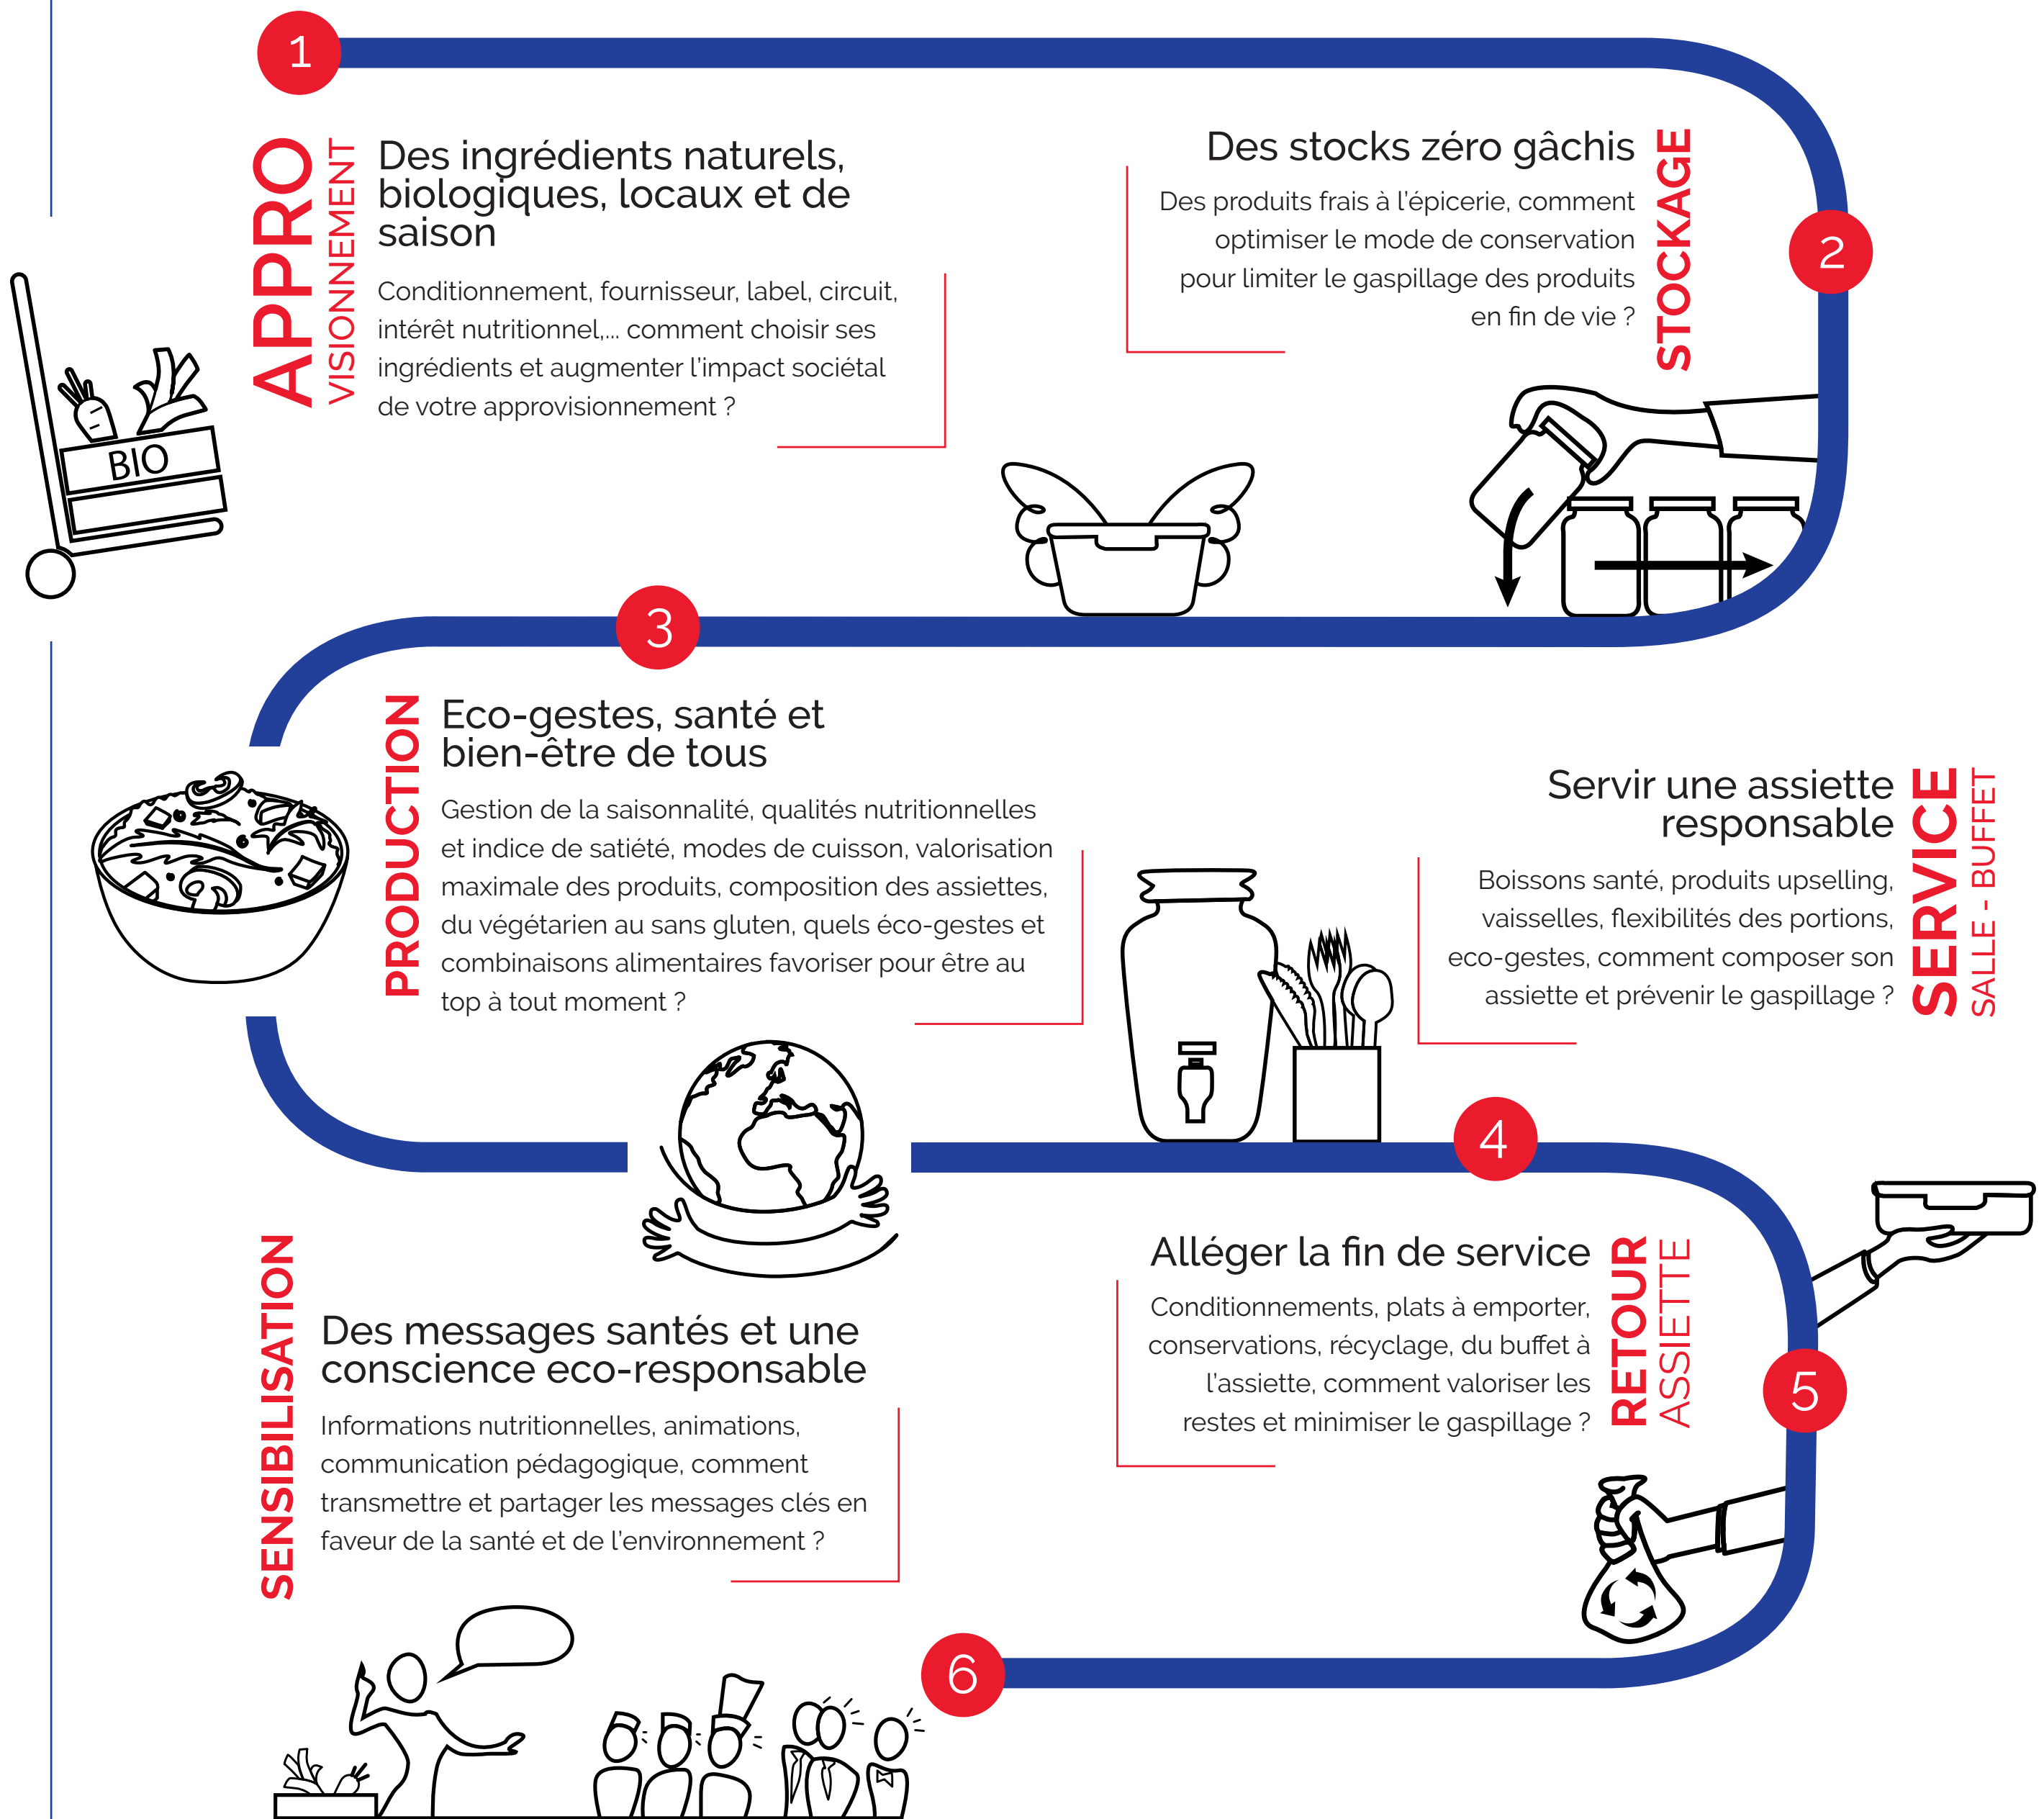 1
APPRO
VISIONNEMENT
Des ingrédients naturels,
biologiques, locaux et de
saison
Conditionnement, fournisseur, label, circuit,
intérêt nutritionnel,... comment choisir ses
ingrédients et augmenter l'impact sociétal
de votre approvisionnement ?
BIO
2
STOCKAGE
Des stocks zéro gâchis
Des produits frais à l'épicerie, comment
optimiser le mode de conservation
pour limiter le gaspillage des produits
en fin de vie ?
3
PRODUCTION
Eco-gestes, santé et
bien-être de tous
Gestion de la saisonnalité, qualités nutritionnelles
et indice de satiété, modes de cuisson, valorisation
maximale des produits, composition des assiettes,
du végétarien au sans gluten, quels éco-gestes et
combinaisons alimentaires favoriser pour être au
top à tout moment ?
Servir une assiette
responsable
Boissons santé, produits upselling,
vaisselles, flexibilités des portions,
eco-gestes, comment composer son
assiette et prévenir le gaspillage ?
SERVICE
SALLE - BUFFET
4
Alléger la fin de service
Conditionnements, plats à emporter,
conservations, récyclage, du buffet à
l'assiette, comment valoriser les
restes et minimiser le gaspillage ?
RETOUR
ASSIETTE
5
SENSIBILISATION
Des messages santés et une
conscience eco-responsable
Informations nutritionnelles, animations,
communication pédagogique, comment
transmettre et partager les messages clés en
faveur de la santé et de l'environnement ?
6